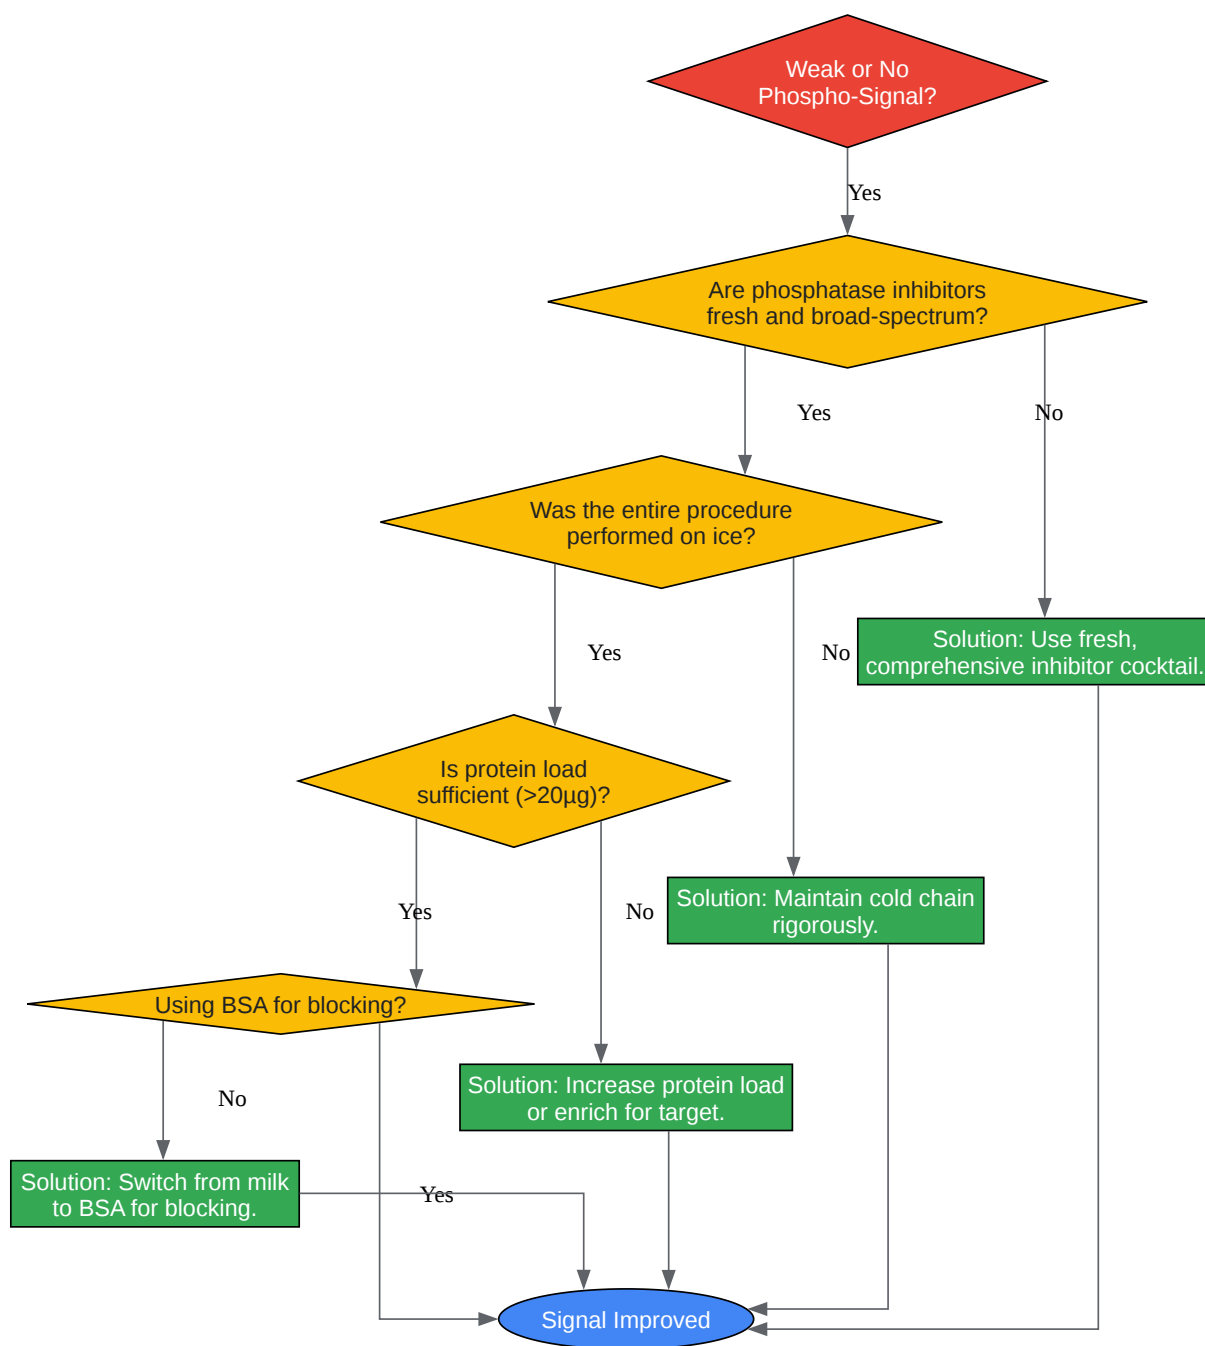 Weak or No
Phospho-Signal?
Yes
Are phosphatase inhibitors
fresh and broad-spectrum?
Yes
No
Was the entire procedure
performed on ice?
Yes
No
Solution: Use fresh,
comprehensive inhibitor cocktail.
Is protein load
sufficient (>20µg)?
Yes
No
Solution: Maintain cold chain
rigorously.
Using BSA for blocking?
No
Solution: Increase protein load
or enrich for target.
Solution: Switch from milk
to BSA for blocking.
Yes
Signal Improved